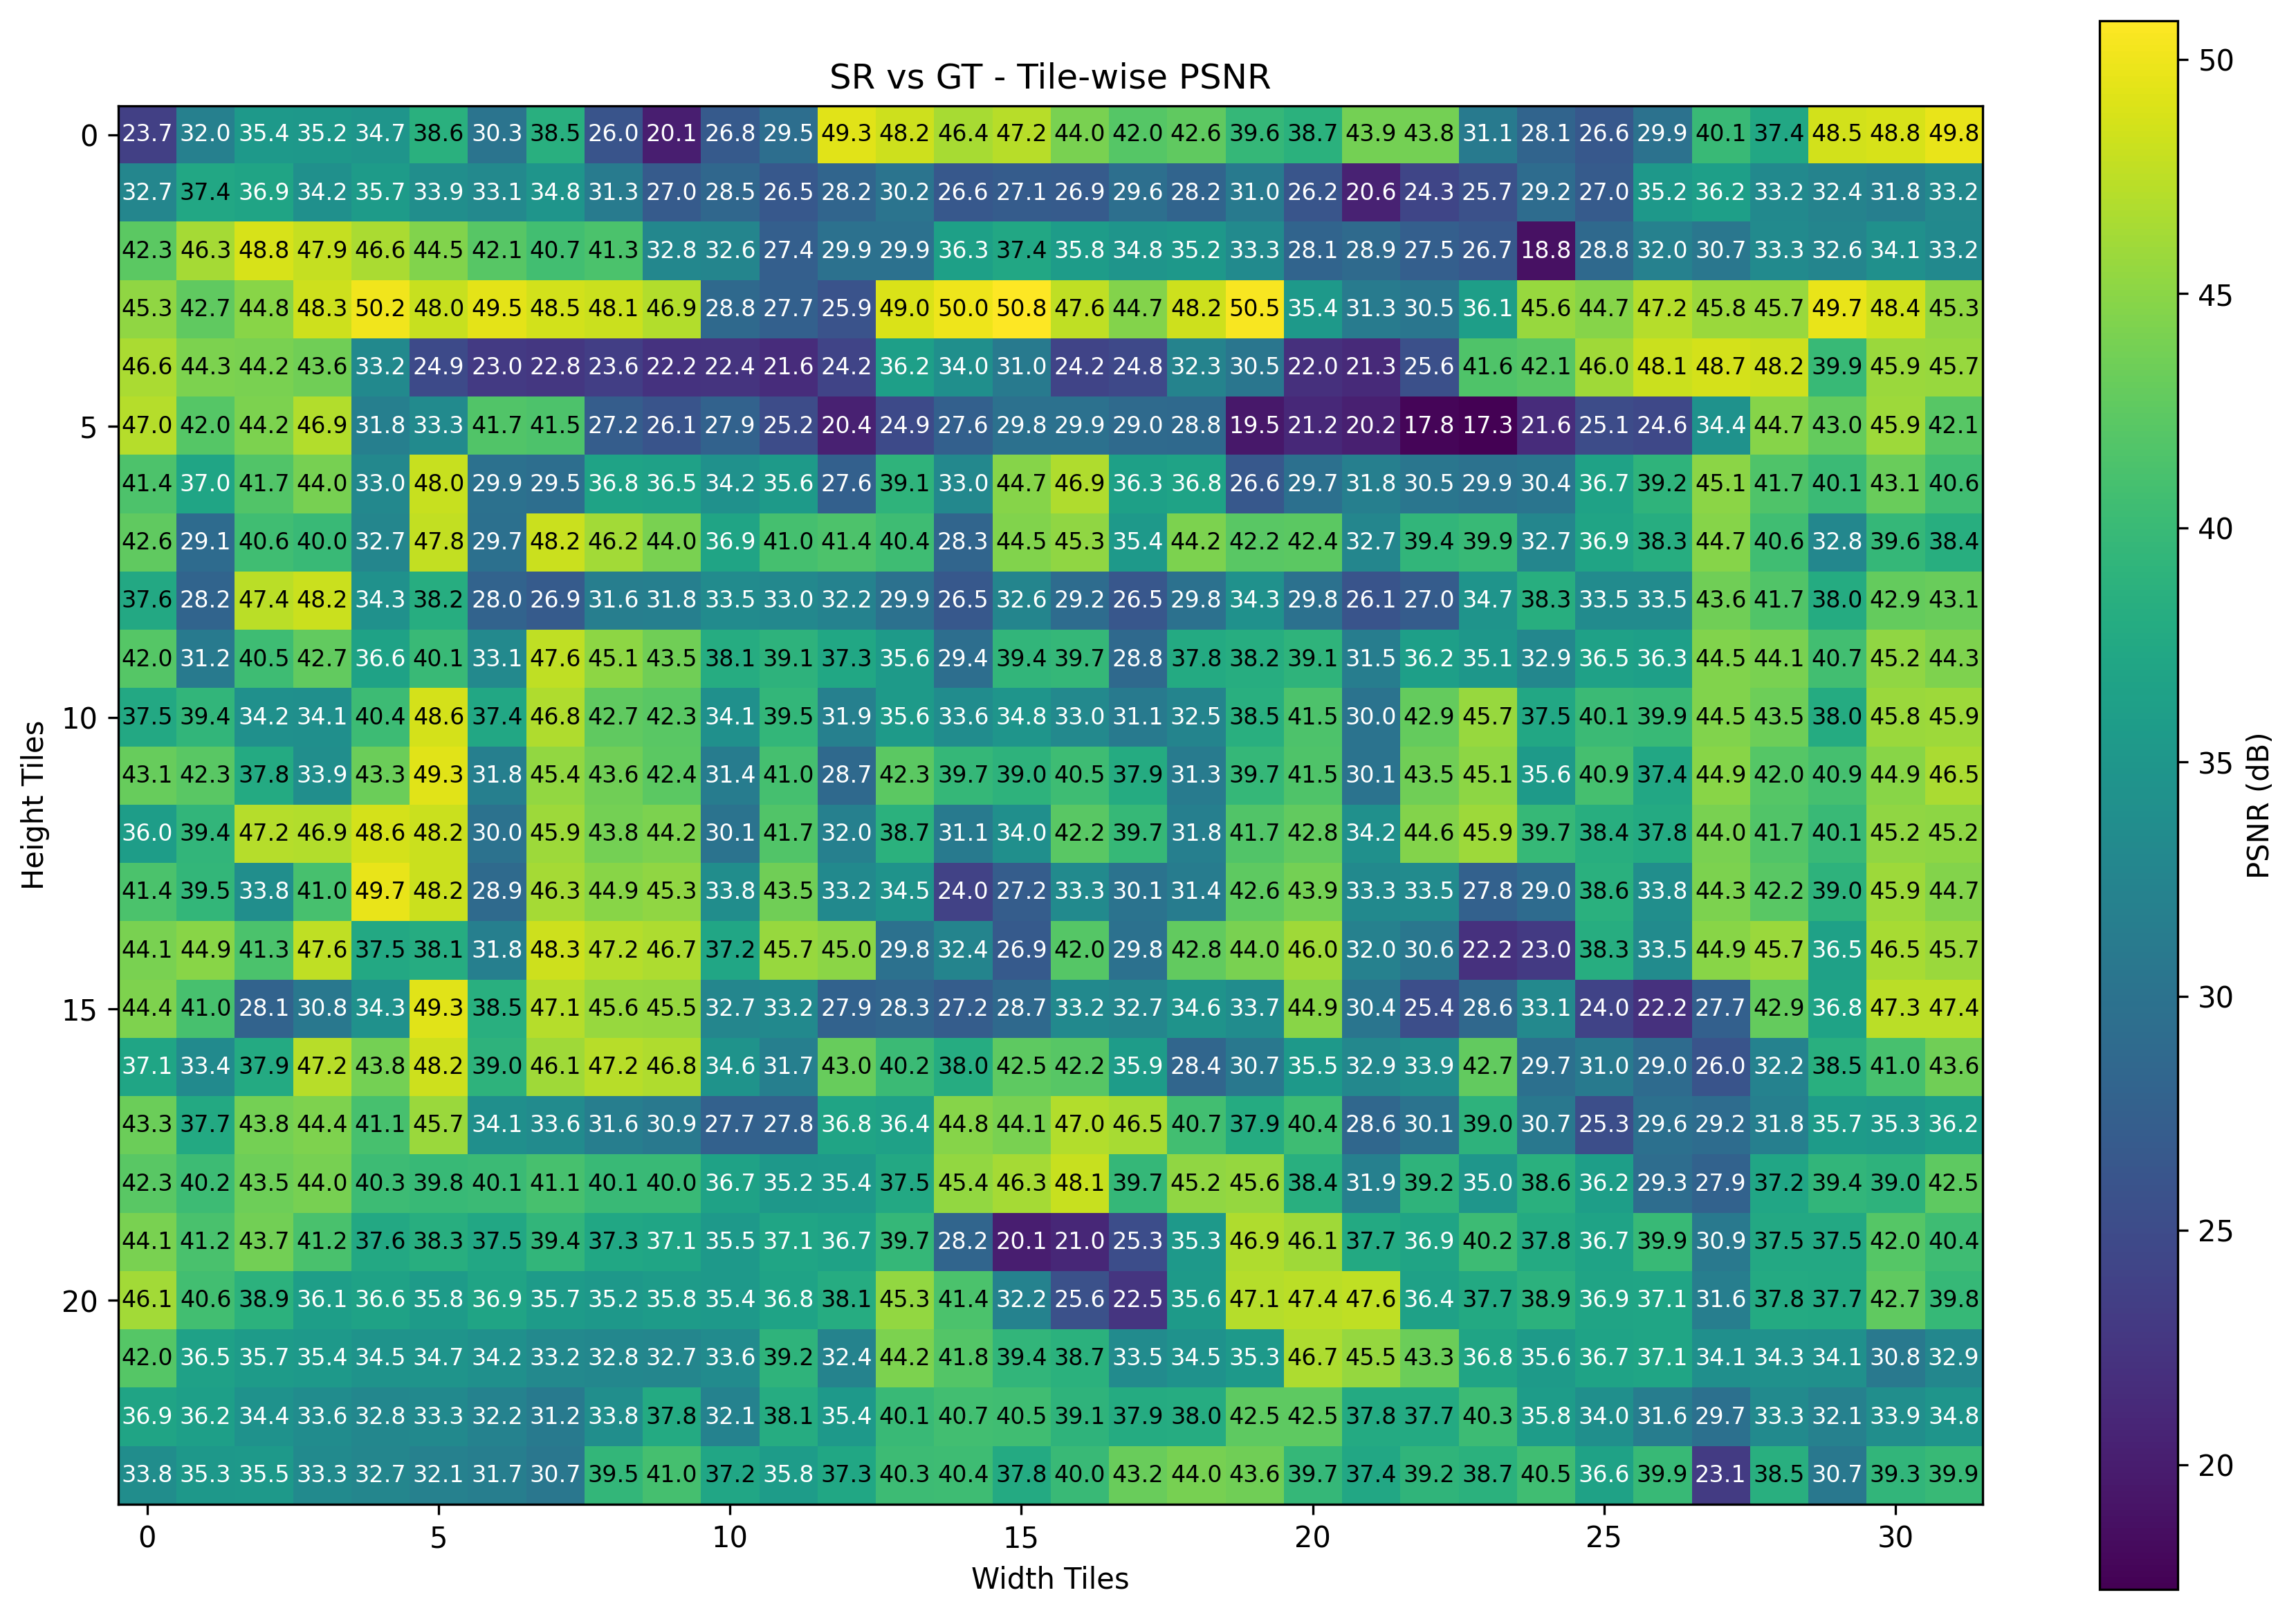 SR vs GT - Tile-wise PSNR
0 23.7 32.0 35.4 35.2 34.7 38.6 30.3 38.5 26.0 20.1 26.8 29.5 49.3 48.2 46.4 47.2 44.0 42.0 42.6 39.6 38.7 43.9 43.8 31.1 28.1 26.6 29.9 40.1 37.4 48.5 48.8 49.8
32.7 37.4 36.9 34.2 35.7 33.9 33.1 34.8 31.3 27.0 28.5 26.5 28.2 30.2 26.6 27.1 26.9 29.6 28.2 31.0 26.2 20.6 24.3 25.7 29.2 27.0 35.2 36.2 33.2 32.4 31.8 33.2
42.3 46.3 48.8 47.9 46.6 44.5 42.1 40.7 41.3 32.8 32.6 27.4 29.9 29.9 36.3 37.4 35.8 34.8 35.2 33.3 28.1 28.9 27.5 26.7 18.8 28.8 32.0 30.7 33.3 32.6 34.1 33.2
45.3 42.7 44.8 48.3 50.2 48.0 49.5 48.5 48.1 46.9 28.8 27.7 25.9 49.0 50.0 50.8 47.6 44.7 48.2 50.5 35.4 31.3 30.5 36.1 45.6 44.7 47.2 45.8 45.7 49.7 48.4 45.3
46.6 44.3 44.2 43.6 33.2 24.9 23.0 22.8 23.6 22.2 22.4 21.6 24.2 36.2 34.0 31.0 24.2 24.8 32.3 30.5 22.0 21.3 25.6 41.6 42.1 46.0 48.1 48.7 48.2 39.9 45.9 45.7
5 47.0 42.0 44.2 46.9 31.8 33.3 41.7 41.5 27.2 26.1 27.9 25.2 20.4 24.9 27.6 29.8 29.9 29.0 28.8 19.5 21.2 20.2 17.8 17.3 21.6 25.1 24.6 34.4 44.7 43.0 45.9 42.1
41.4 37.0 41.7 44.0 33.0 48.0 29.9 29.5 36.8 36.5 34.2 35.6 27.6 39.1 33.0 44.7 46.9 36.3 36.8 26.6 29.7 31.8 30.5 29.9 30.4 36.7 39.2 45.1 41.7 40.1 43.1 40.6
42.6 29.1 40.6 40.0 32.7 47.8 29.7 48.2 46.2 44.0 36.9 41.0 41.4 40.4 28.3 44.5 45.3 35.4 44.2 42.2 42.4 32.7 39.4 39.9 32.7 36.9 38.3 44.7 40.6 32.8 39.6 38.4
37.6 28.2 47.4 48.2 34.3 38.2 28.0 26.9 31.6 31.8 33.5 33.0 32.2 29.9 26.5 32.6 29.2 26.5 29.8 34.3 29.8 26.1 27.0 34.7 38.3 33.5 33.5 43.6 41.7 38.0 42.9 43.1
42.0 31.2 40.5 42.7 36.6 40.1 33.1 47.6 45.1 43.5 38.1 39.1 37.3 35.6 29.4 39.4 39.7 28.8 37.8 38.2 39.1 31.5 36.2 35.1 32.9 36.5 36.3 44.5 44.1 40.7 45.2 44.3
10 37.5 39.4 34.2 34.1 40.4 48.6 37.4 46.8 42.7 42.3 34.1 39.5 31.9 35.6 33.6 34.8 33.0 31.1 32.5 38.5 41.5 30.0 42.9 45.7 37.5 40.1 39.9 44.5 43.5 38.0 45.8 45.9
43.1 42.3 37.8 33.9 43.3 49.3 31.8 45.4 43.6 42.4 31.4 41.0 28.7 42.3 39.7 39.0 40.5 37.9 31.3 39.7 41.5 30.1 43.5 45.1 35.6 40.9 37.4 44.9 42.0 40.9 44.9 46.5
36.0 39.4 47.2 46.9 48.6 48.2 30.0 45.9 43.8 44.2 30.1 41.7 32.0 38.7 31.1 34.0 42.2 39.7 31.8 41.7 42.8 34.2 44.6 45.9 39.7 38.4 37.8 44.0 41.7 40.1 45.2 45.2
41.4 39.5 33.8 41.0 49.7 48.2 28.9 46.3 44.9 45.3 33.8 43.5 33.2 34.5 24.0 27.2 33.3 30.1 31.4 42.6 43.9 33.3 33.5 27.8 29.0 38.6 33.8 44.3 42.2 39.0 45.9 44.7
44.1 44.9 41.3 47.6 37.5 38.1 31.8 48.3 47.2 46.7 37.2 45.7 45.0 29.8 32.4 26.9 42.0 29.8 42.8 44.0 46.0 32.0 30.6 22.2 23.0 38.3 33.5 44.9 45.7 36.5 46.5 45.7
15 44.4 41.0 28.1 30.8 34.3 49.3 38.5 47.1 45.6 45.5 32.7 33.2 27.9 28.3 27.2 28.7 33.2 32.7 34.6 33.7 44.9 30.4 25.4 28.6 33.1 24.0 22.2 27.7 42.9 36.8 47.3 47.4
37.1 33.4 37.9 47.2 43.8 48.2 39.0 46.1 47.2 46.8 34.6 31.7 43.0 40.2 38.0 42.5 42.2 35.9 28.4 30.7 35.5 32.9 33.9 42.7 29.7 31.0 29.0 26.0 32.2 38.5 41.0 43.6
43.3 37.7 43.8 44.4 41.1 45.7 34.1 33.6 31.6 30.9 27.7 27.8 36.8 36.4 44.8 44.1 47.0 46.5 40.7 37.9 40.4 28.6 30.1 39.0 30.7 25.3 29.6 29.2 31.8 35.7 35.3 36.2
42.3 40.2 43.5 44.0 40.3 39.8 40.1 41.1 40.1 40.0 36.7 35.2 35.4 37.5 45.4 46.3 48.1 39.7 45.2 45.6 38.4 31.9 39.2 35.0 38.6 36.2 29.3 27.9 37.2 39.4 39.0 42.5
44.1 41.2 43.7 41.2 37.6 38.3 37.5 39.4 37.3 37.1 35.5 37.1 36.7 39.7 28.2 20.1 21.0 25.3 35.3 46.9 46.1 37.7 36.9 40.2 37.8 36.7 39.9 30.9 37.5 37.5 42.0 40.4
20 46.1 40.6 38.9 36.1 36.6 35.8 36.9 35.7 35.2 35.8 35.4 36.8 38.1 45.3 41.4 32.2 25.6 22.5 35.6 47.1 47.4 47.6 36.4 37.7 38.9 36.9 37.1 31.6 37.8 37.7 42.7 39.8
42.0 36.5 35.7 35.4 34.5 34.7 34.2 33.2 32.8 32.7 33.6 39.2 32.4 44.2 41.8 39.4 38.7 33.5 34.5 35.3 46.7 45.5 43.3 36.8 35.6 36.7 37.1 34.1 34.3 34.1 30.8 32.9
36.9 36.2 34.4 33.6 32.8 33.3 32.2 31.2 33.8 37.8 32.1 38.1 35.4 40.1 40.7 40.5 39.1 37.9 38.0 42.5 42.5 37.8 37.7 40.3 35.8 34.0 31.6 29.7 33.3 32.1 33.9 34.8
33.8 35.3 35.5 33.3 32.7 32.1 31.7 30.7 39.5 41.0 37.2 35.8 37.3 40.3 40.4 37.8 40.0 43.2 44.0 43.6 39.7 37.4 39.2 38.7 40.5 36.6 39.9 23.1 38.5 30.7 39.3 39.9
0 5 10 15 20 25 30
Width Tiles
Height Tiles
50
45
40
35
30
25
20
PSNR (dB)